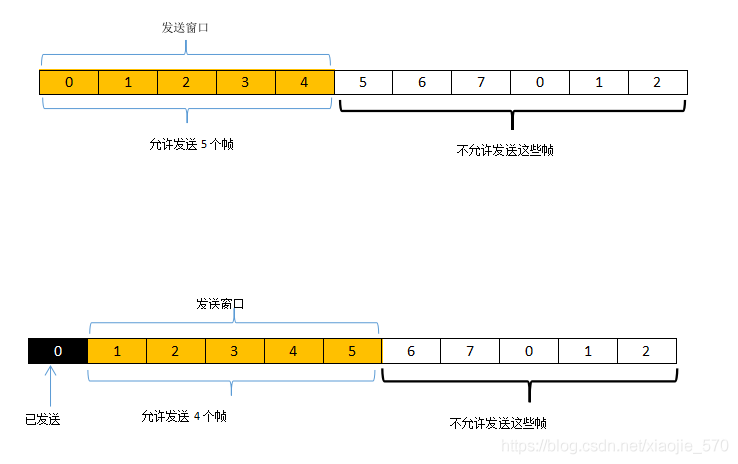 发送窗口
0 1 2 3 4 5 6 7 0 1 2
允许发送 5 个帧
不允许发送这些帧
发送窗口
0 1 2 3 4 5 6 7 0 1 2
已发送
允许发送 4 个帧
不允许发送这些帧
https://blog.csdn.net/xiaojie_570